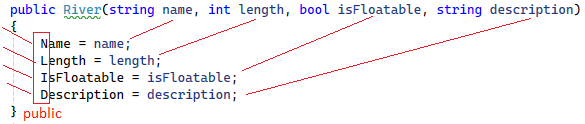 public River(string name, int length, bool isFloatable, string description)
{
Name = name;
Length = length;
IsFloatable = isFloatable;
Description = description;
} public